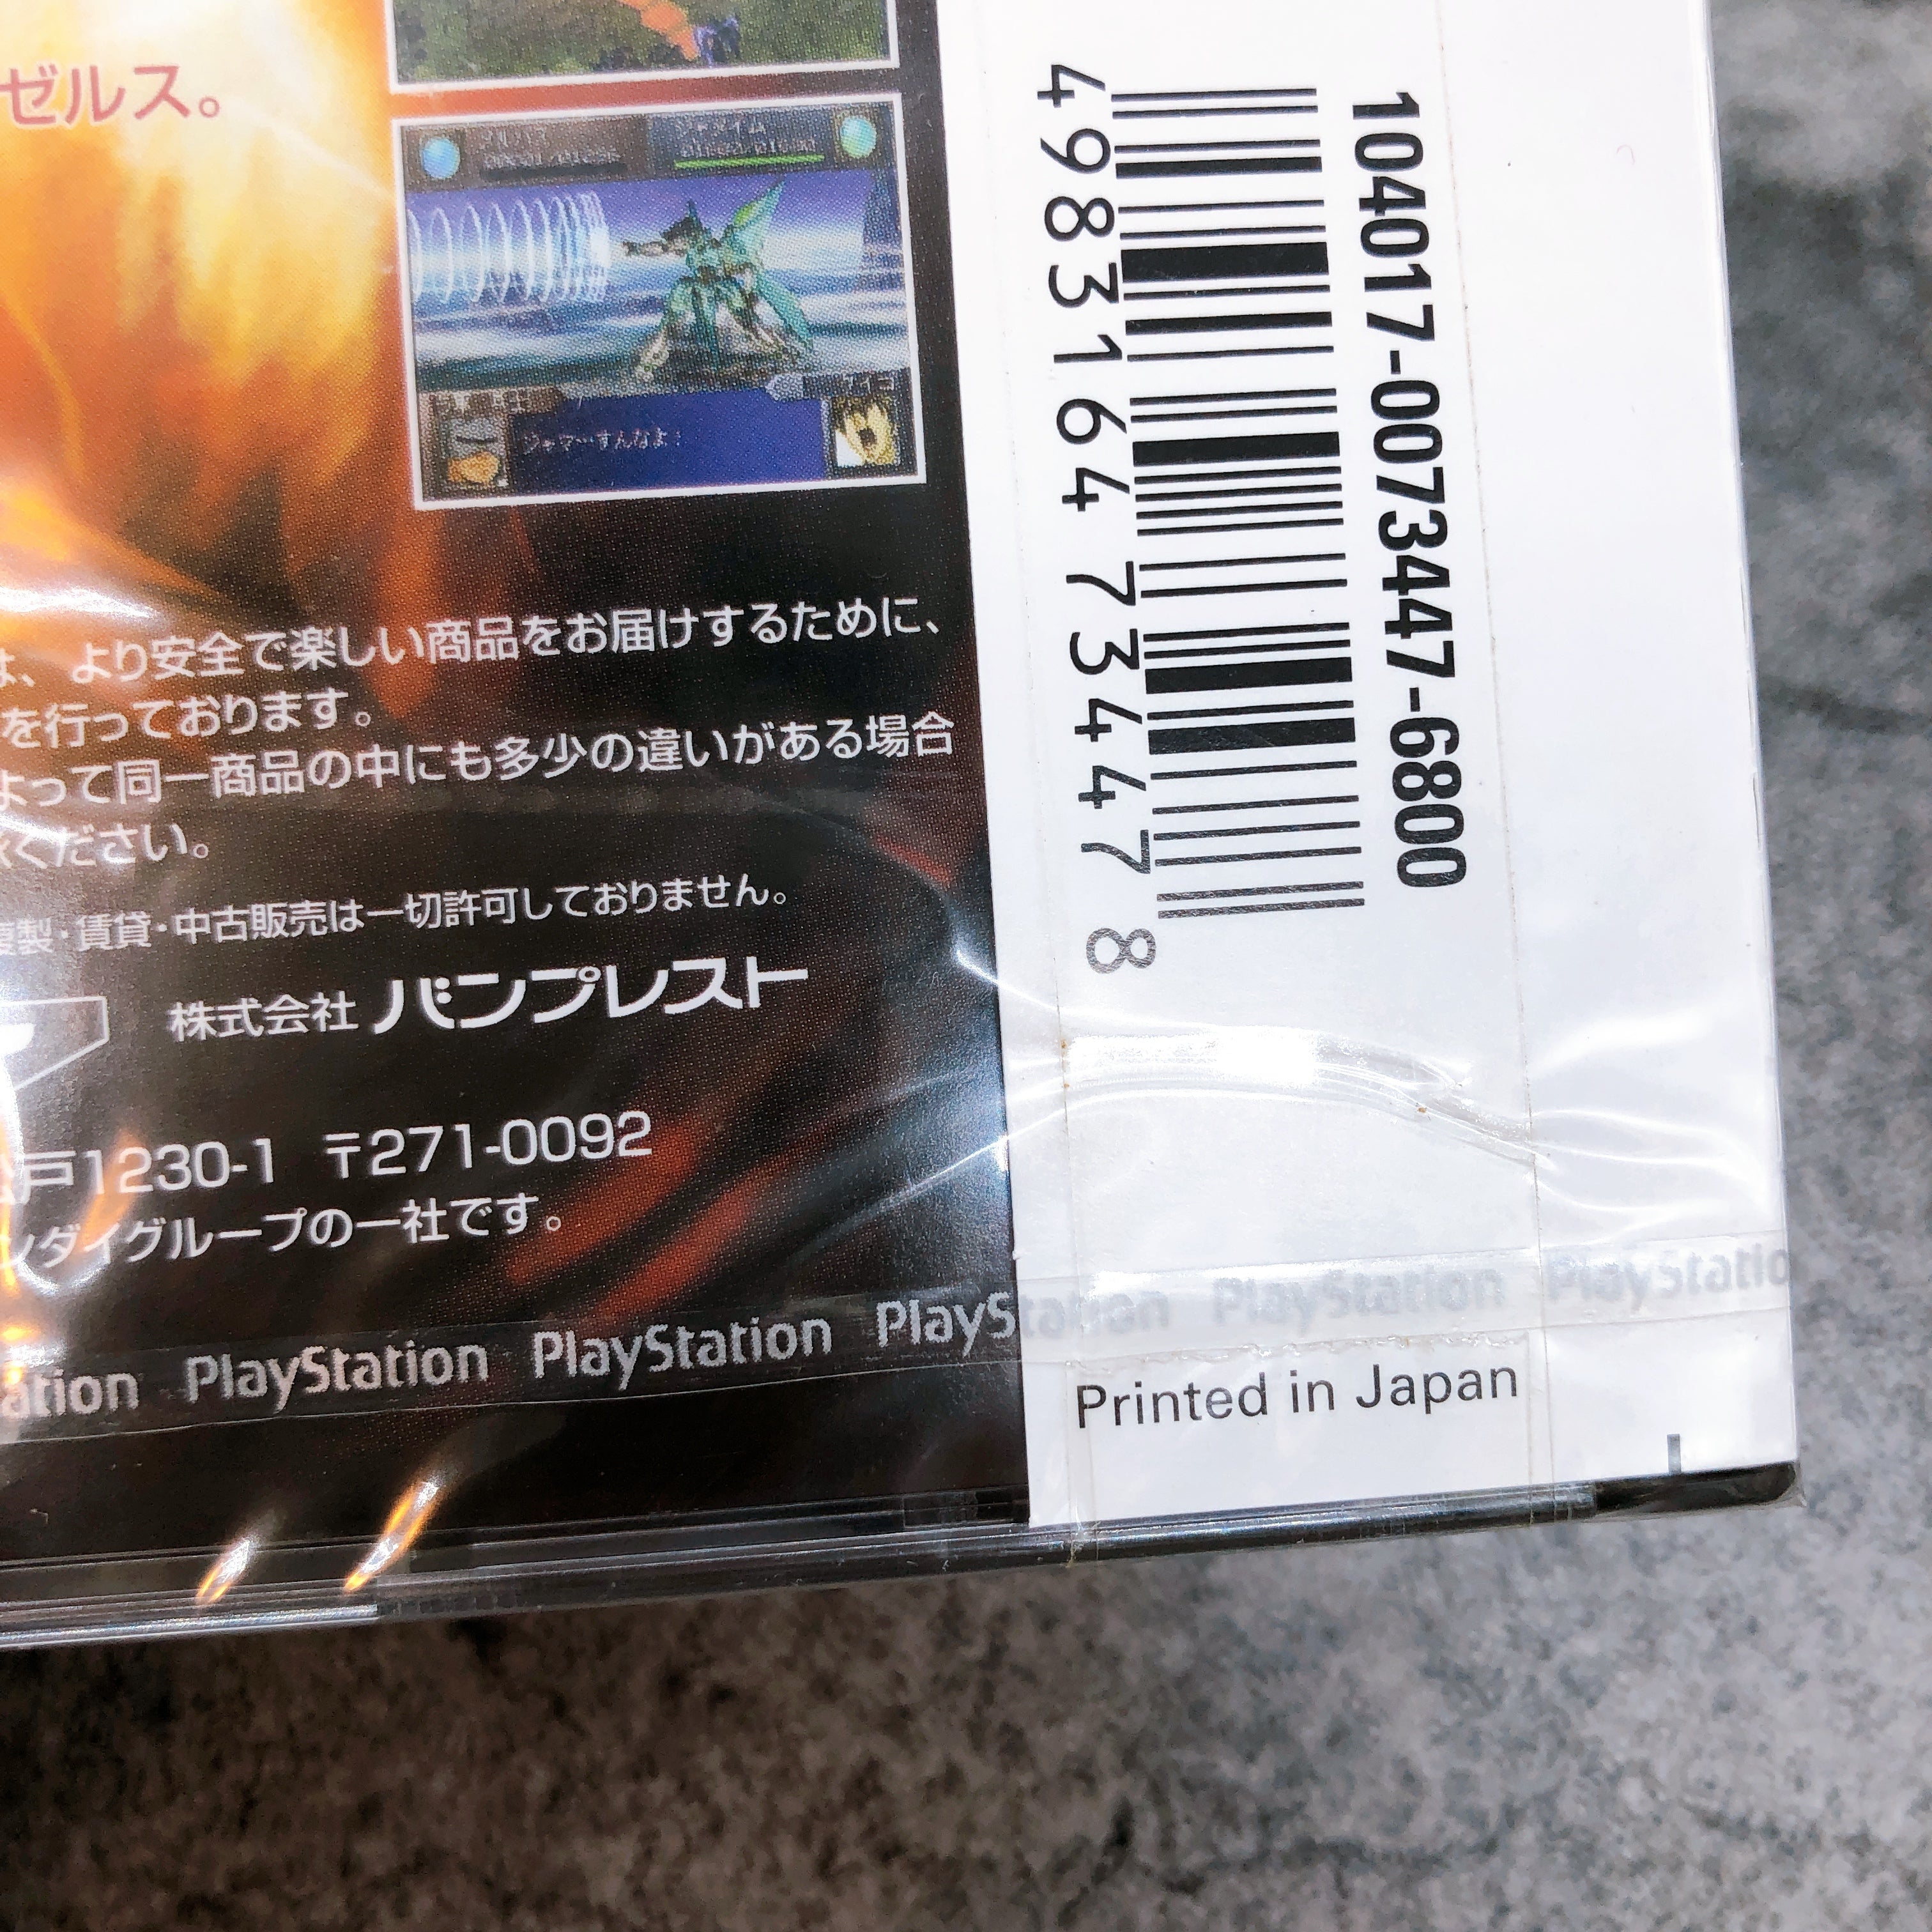 ゼルス。
ジャマーすんなよ!
は、より安全で楽しい商品をお届けするために、
を行っております。
よって同一商品の中にも多少の違いがある場合
ください。
複製・賃貸・中古販売は一切許可しておりません。
株式会社 バンプレスト
戸1230-1 〒271-0092
ンダイグループの一社です。
ation PlayStation PlayStation PlayStation PlayStation PlayStatio
4983164734478
104017-0073447-6800
Printed in Japan